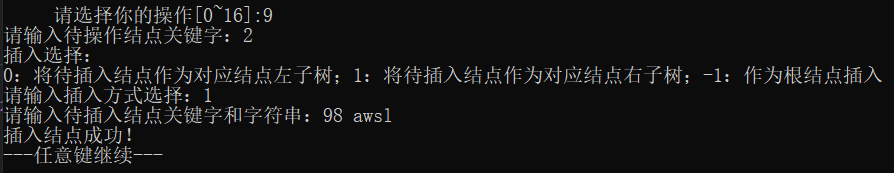 请选择你的操作[0~16]:9
请输入待操作结点关键字: 2
插入选择:
0: 将待插入结点作为对应结点左子树; 1: 将待插入结点作为对应结点右子树; -1: 作为根结点插入
请输入插入方式选择: 1
请输入待插入结点关键字和字符串: 98 awsl
插入结点成功!
---任意键继续---